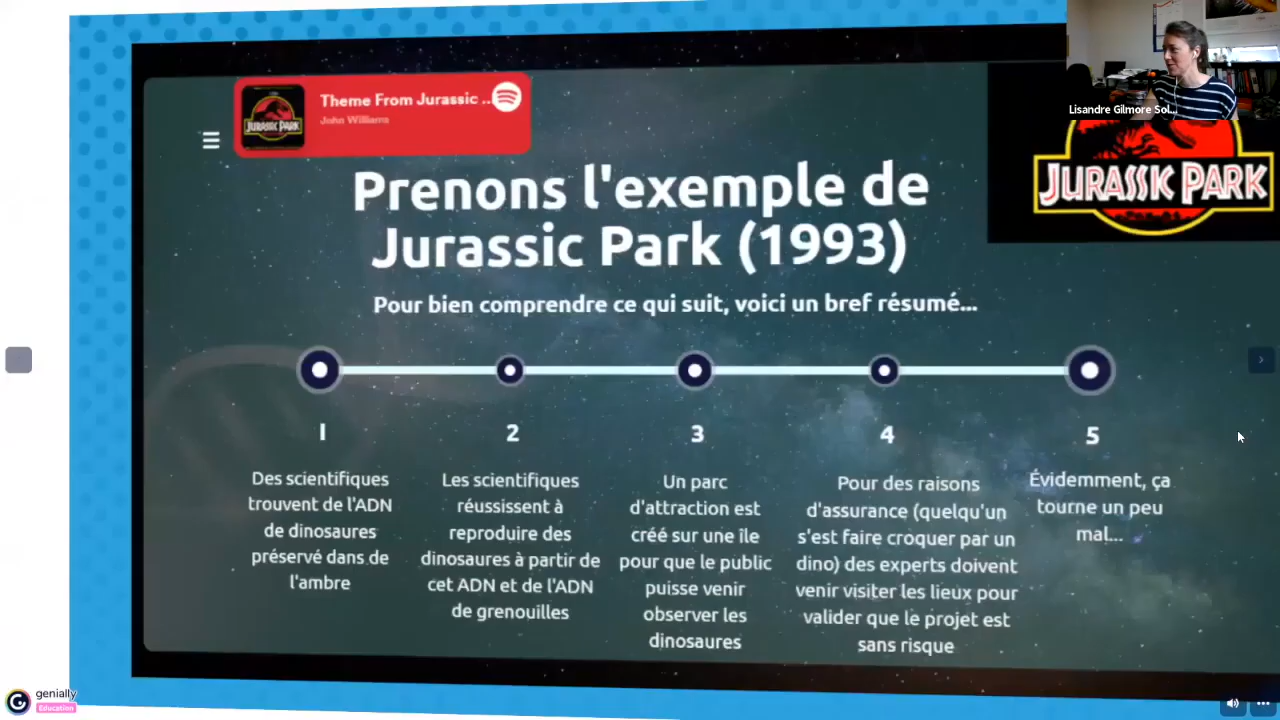 Theme From Jurassic ...
John Williams
Lisandre Gilmore Sol...
JURASSIC PARK
JURASSIC PARK
Prenons l'exemple de
Jurassic Park (1993)
Pour bien comprendre ce qui suit, voici un bref résumé...
1
Des scientifiques
trouvent de l'ADN
de dinosaures
préservé dans de
l'ambre
2
Les scientifiques
réussissent à
reproduire des
dinosaures à partir de
cet ADN et de l'ADN
de grenouilles
3
Un parc
d'attraction est
créé sur une île
pour que le public
puisse venir
observer les
dinosaures
4
Pour des raisons
d'assurance (quelqu'un
s'est faire croquer par un
dino) des experts doivent
venir visiter les lieux pour
valider que le projet est
sans risque
5
Évidemment, ça
tourne un peu
mal...
genially
Education